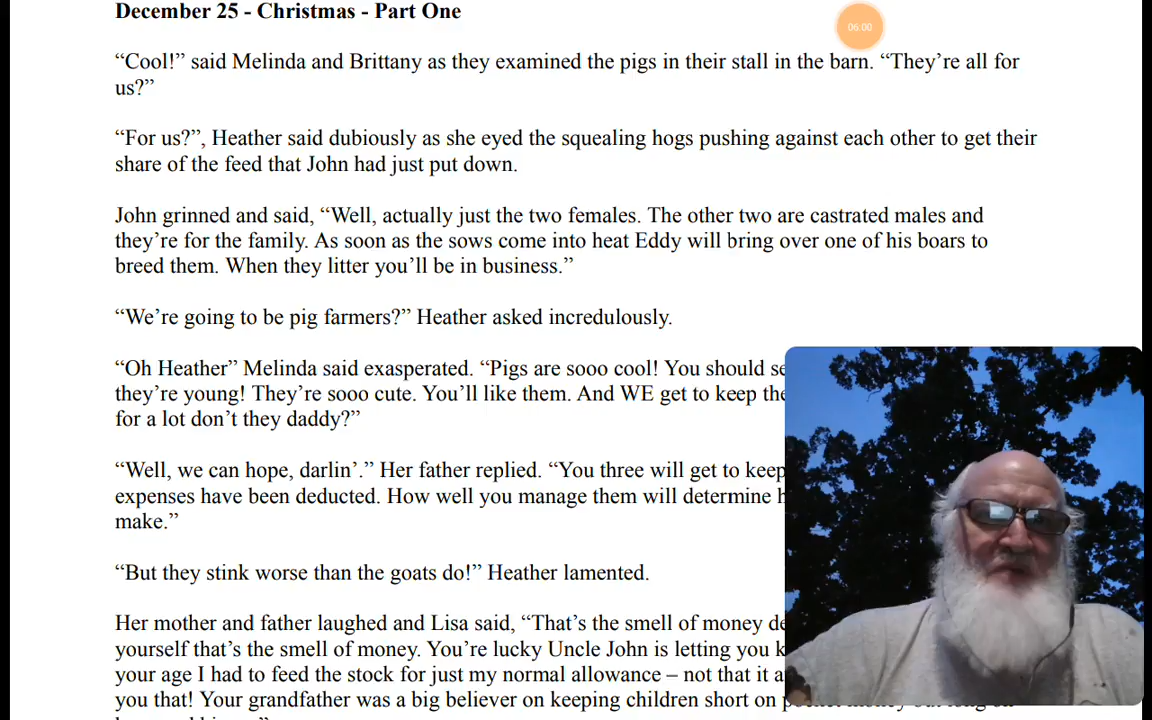 December 25 - Christmas - Part One
06:00
“Cool!” said Melinda and Brittany as they examined the pigs in their stall in the barn. “They’re all for
us?”
“For us?”, Heather said dubiously as she eyed the squealing hogs pushing against each other to get their
share of the feed that John had just put down.
John grinned and said, “Well, actually just the two females. The other two are castrated males and
they’re for the family. As soon as the sows come into heat Eddy will bring over one of his boars to
breed them. When they litter you’ll be in business.”
“We’re going to be pig farmers?” Heather asked incredulously.
“Oh Heather” Melinda said exasperated. “Pigs are sooo cool! You should
they’re young! They’re sooo cute. You’ll like them. And WE get to keep
for a lot don’t they daddy?”
“Well, we can hope, darlin’.” Her father replied. “You three will get to keep
expenses have been deducted. How well you manage them will determine
make.”
“But they stink worse than the goats do!” Heather lamented.
Her mother and father laughed and Lisa said, “That’s the smell of money
yourself that’s the smell of money. You’re lucky Uncle John is letting you
your age I had to feed the stock for just my normal allowance – not that it
you that! Your grandfather was a big believer on keeping children short on